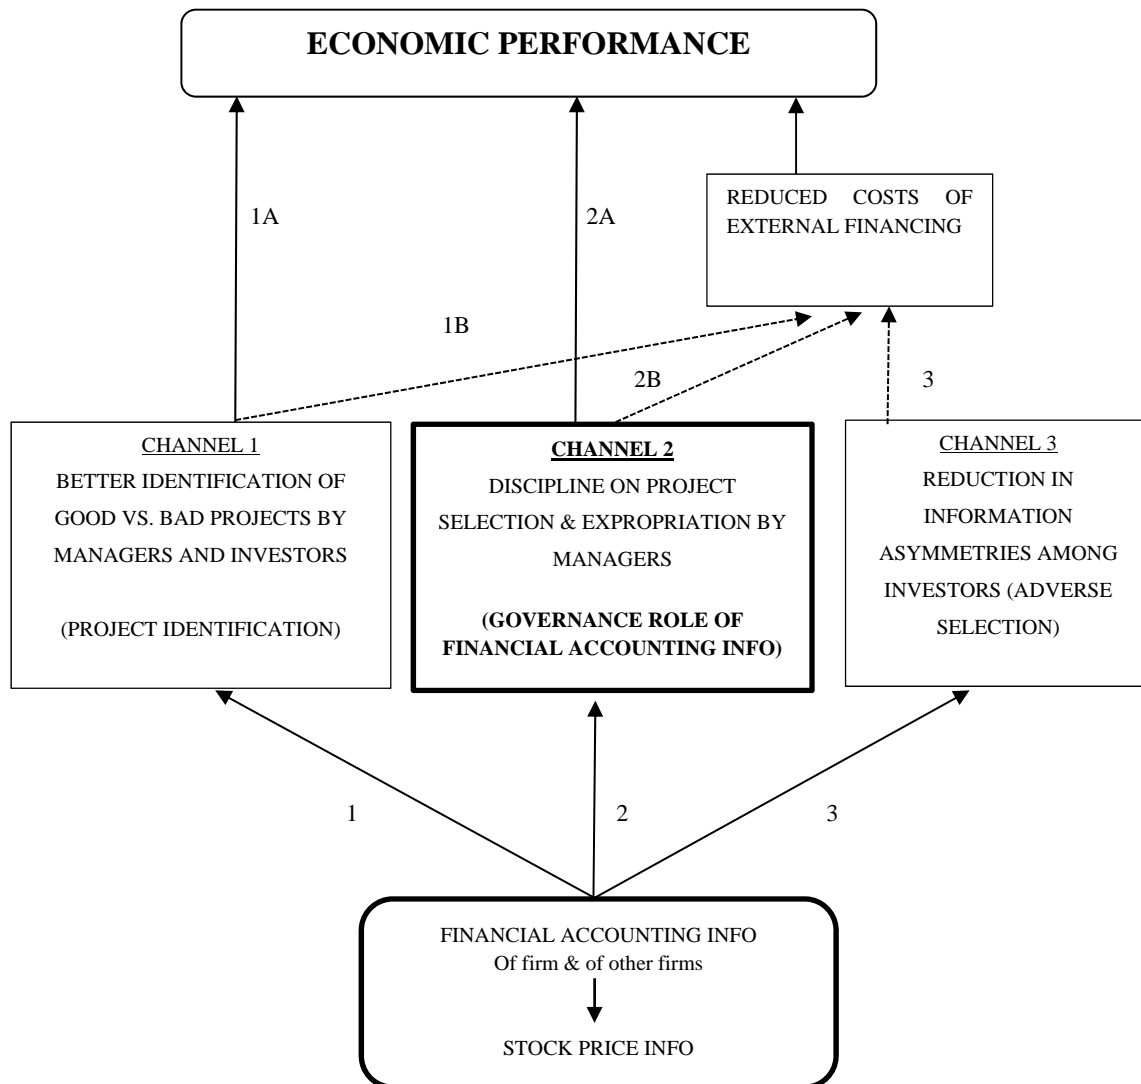 ECONOMIC PERFORMANCE
REDUCED COSTS OF
EXTERNAL FINANCING
1A
2A
1B
2B
3
CHANNEL 1
BETTER IDENTIFICATION OF
GOOD VS. BAD PROJECTS BY
MANAGERS AND INVESTORS
(PROJECT IDENTIFICATION)
CHANNEL 2
DISCIPLINE ON PROJECT
SELECTION & EXPROPRIATION BY
MANAGERS
(GOVERNANCE ROLE OF
FINANCIAL ACCOUNTING INFO)
CHANNEL 3
REDUCTION IN
INFORMATION
ASYMMETRIES AMONG
INVESTORS (ADVERSE
SELECTION)
1
2
3
FINANCIAL ACCOUNTING INFO
Of firm & of other firms
STOCK PRICE INFO